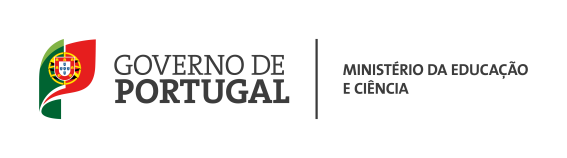 GOVERNO DE
PORTUGAL
MINISTÉRIO DA EDUCAÇÃO
E CIÊNCIA